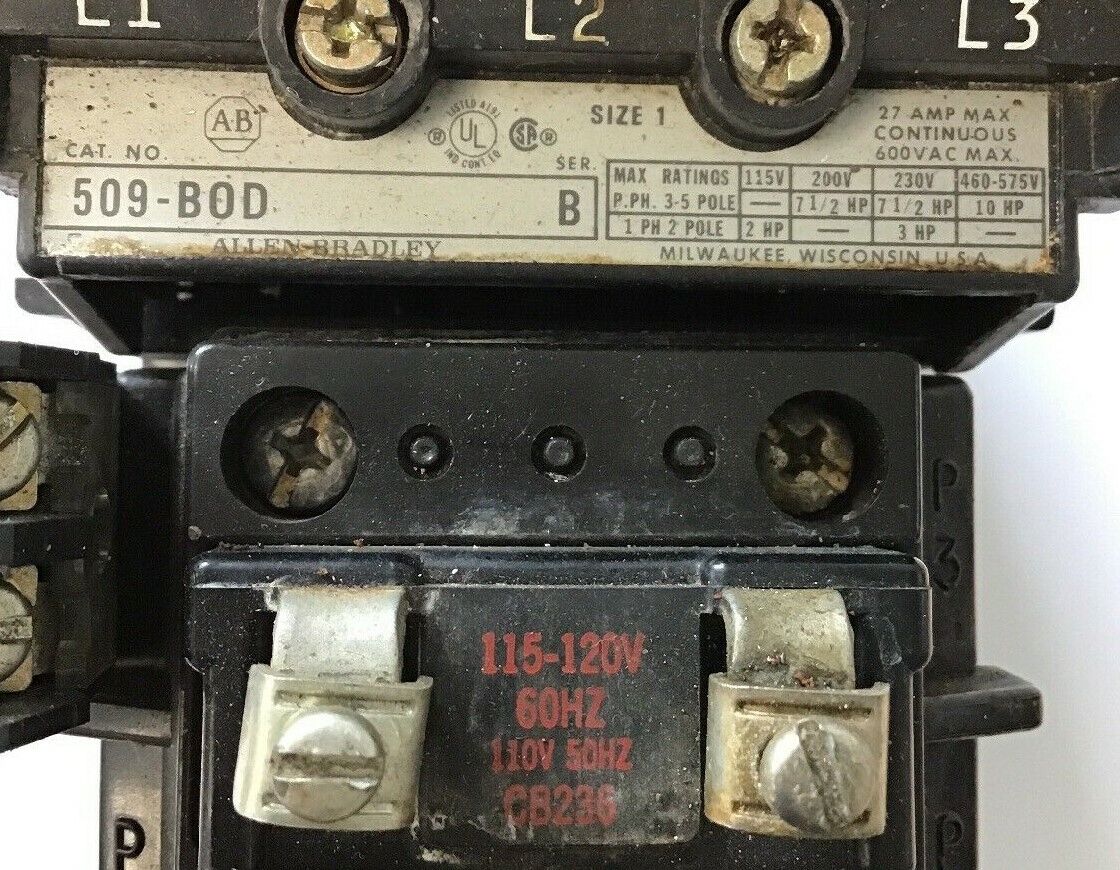 L1 L2 L3
AB
LISTED A191
UL
IND CONT EQ
SA
SIZE 1
27 AMP MAX
CONTINUOUS
600VAC MAX.
CAT. NO.
SER.
509-BOD B
MAX RATINGS 115V 200V 230V 460-575V
P.PH. 3-5 POLE — 7 1/2 HP 7 1/2 HP 10 HP
1 PH 2 POLE 2 HP — 3 HP —
ALLEN-BRADLEY
MILWAUKEE, WISCONSIN, U.S.A.
P
3
115-120V
60HZ
110V 50HZ
CB236
P
P